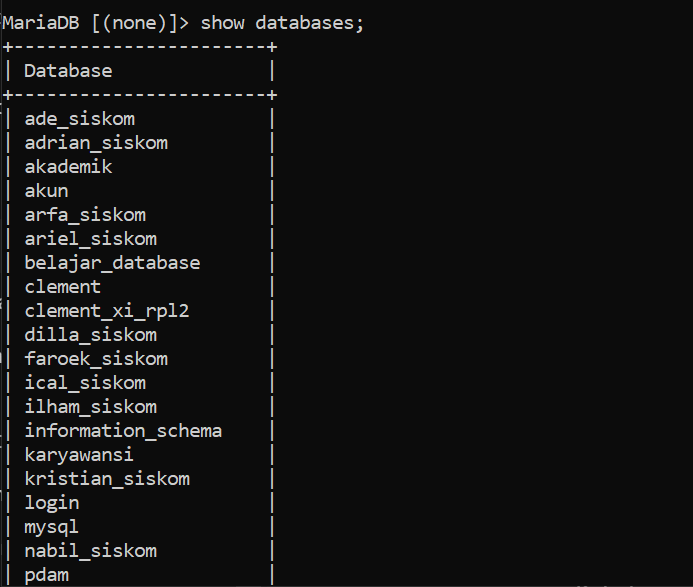 MariaDB [(none)]> show databases;
+-----------------------+
| Database              |
+-----------------------+
| ade_siskom            |
| adrian_siskom         |
| akademik              |
| akun                  |
| arfa_siskom           |
| ariel_siskom          |
| belajar_database      |
| clement               |
| clement_xi_rpl2       |
| dilla_siskom          |
| faroek_siskom         |
| ical_siskom           |
| ilham_siskom          |
| information_schema    |
| karyawansi            |
| kristian_siskom       |
| login                 |
| mysql                 |
| nabil_siskom          |
| pdam                  |